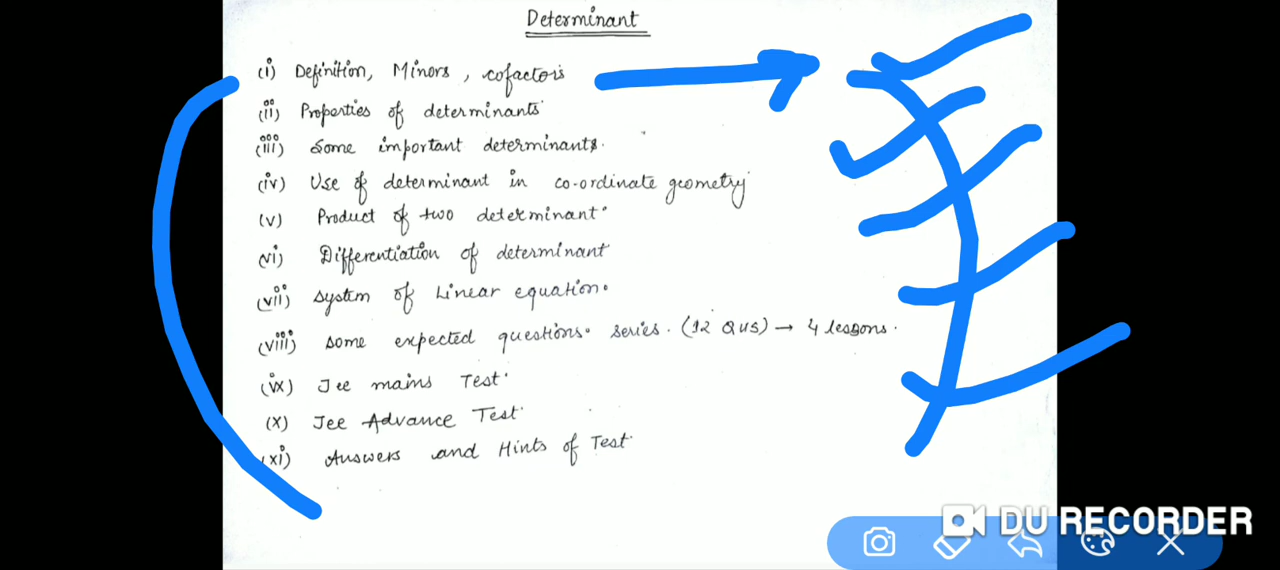 Determinant
(i) Definition, Minors, cofactors
(ii) Properties of determinants
(iii) Some important determinants.
(iv) Use of determinant in co-ordinate geometry
(v) Product of two determinant.
(vi) Differentiation of determinant
(vii) System of Linear equation.
(viii) Some expected questions. series. (12 QUS) → 4 lessons.
(ix) Jee mains Test.
(x) Jee Advance Test.
(xi) Answers and Hints of Test.
DU RECORDER